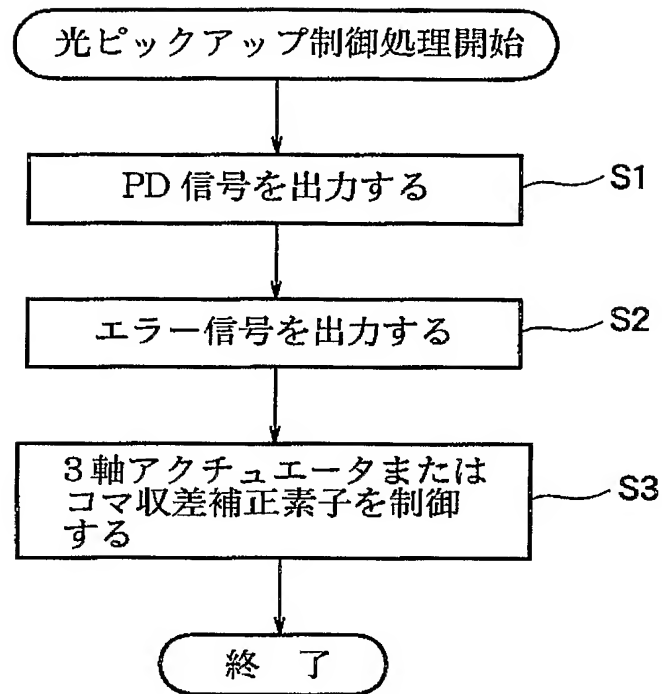 光ピックアップ制御処理開始
PD 信号を出力する
S1
エラー信号を出力する
S2
3軸アクチュエータまたは
コマ収差補正素子を制御
する
S3
終 了